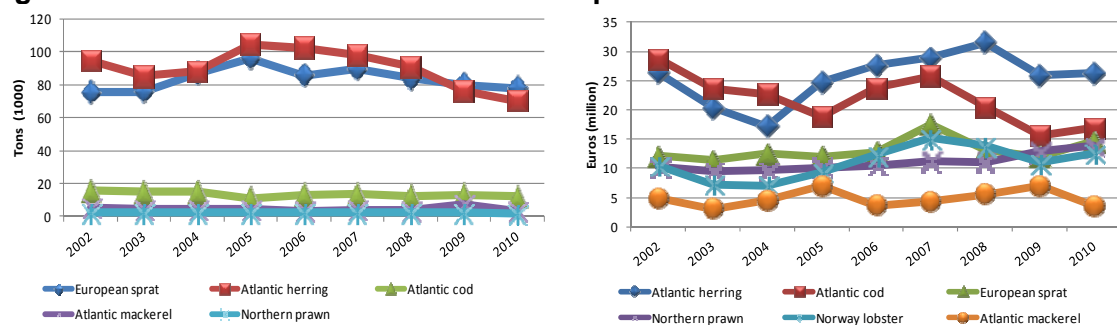 120
100
80
60
40
20
0
Tons (1000)
2002 2003 2004 2005 2006 2007 2008 2009 2010
European sprat Atlantic herring Atlantic cod
Atlantic mackerel Northern prawn
35
30
25
20
15
10
5
0
Euros (million)
2002 2003 2004 2005 2006 2007 2008 2009 2010
Atlantic herring Atlantic cod European sprat
Northern prawn Norway lobster Atlantic mackerel